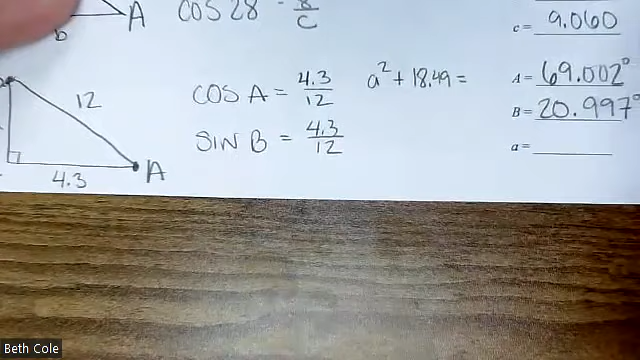 A
b
COS 28 = 8/C
c = 9.060
12
4.3
A
COS A = 4.3/12
SIN B = 4.3/12
a² + 18.49 =
A = 69.002°
B = 20.997°
a =
Beth Cole